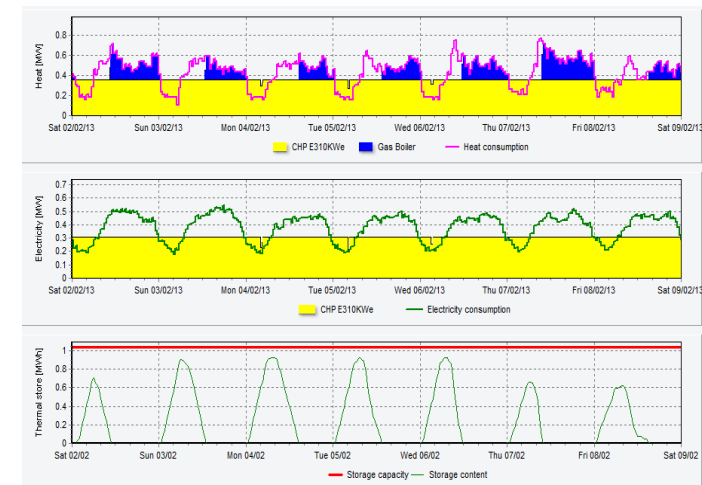 Heat [MW]
0.8
0.6
0.4
0.2
0
Sat 02/02/13 Sun 03/02/13 Mon 04/02/13 Tue 05/02/13 Wed 06/02/13 Thu 07/02/13 Fri 08/02/13 Sat 09/02/13
CHP E310KWe Gas Boiler Heat consumption
Electricity [MW]
0.7
0.6
0.5
0.4
0.3
0.2
0.1
0
Sat 02/02/13 Sun 03/02/13 Mon 04/02/13 Tue 05/02/13 Wed 06/02/13 Thu 07/02/13 Fri 08/02/13 Sat 09/02/13
CHP E310KWe Electricity consumption
Thermal store [MWh]
1
0.8
0.6
0.4
0.2
0
Sat 02/02 Sun 03/02 Mon 04/02 Tue 05/02 Wed 06/02 Thu 07/02 Fri 08/02 Sat 09/02
Storage capacity Storage content